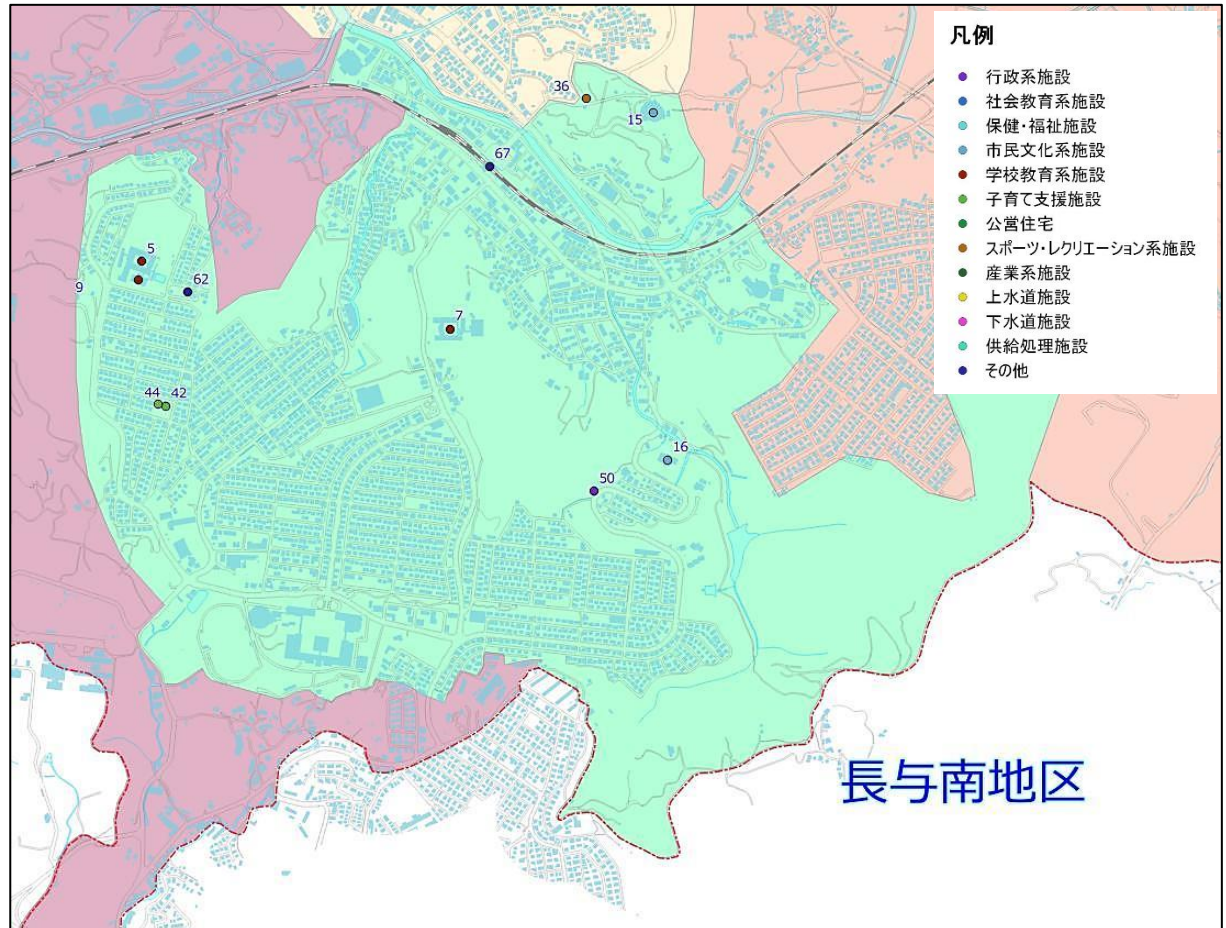 凡例
行政系施設
社会教育系施設
保健・福祉施設
市民文化系施設
学校教育系施設
子育て支援施設
公営住宅
スポーツ・レクリエーション系施設
産業系施設
上水道施設
下水道施設
供給処理施設
その他
36
15
67
5
9
62
7
44
42
16
50
長与南地区